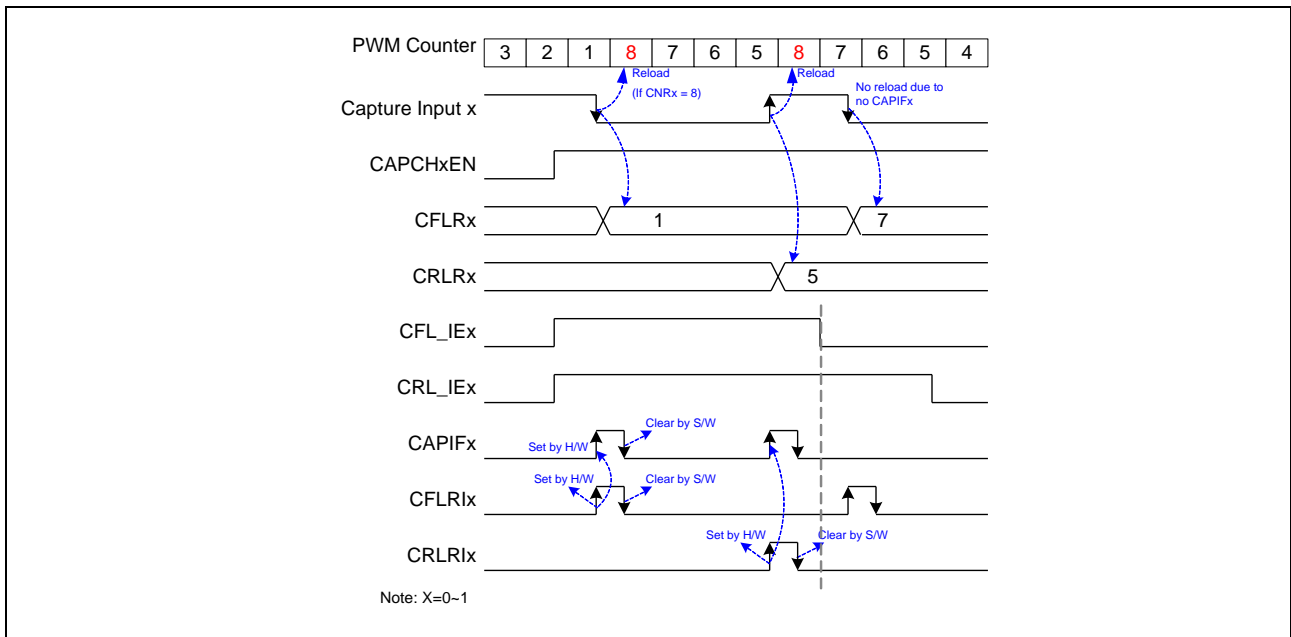 PWM Counter 3 2 1 8 7 6 5 8 7 6 5 4
Reload
(If CNRx = 8)
Reload
No reload due to
no CAPIFx
Capture Input x
CAPCHxEN
CFLRx 1 7
CRLRx 5
CFL_IEx
CRL_IEx
CAPIFx
Set by H/W
Clear by S/W
CFLRIx
Set by H/W
Clear by S/W
CRLRIx
Set by H/W
Clear by S/W
Note: X=0~1